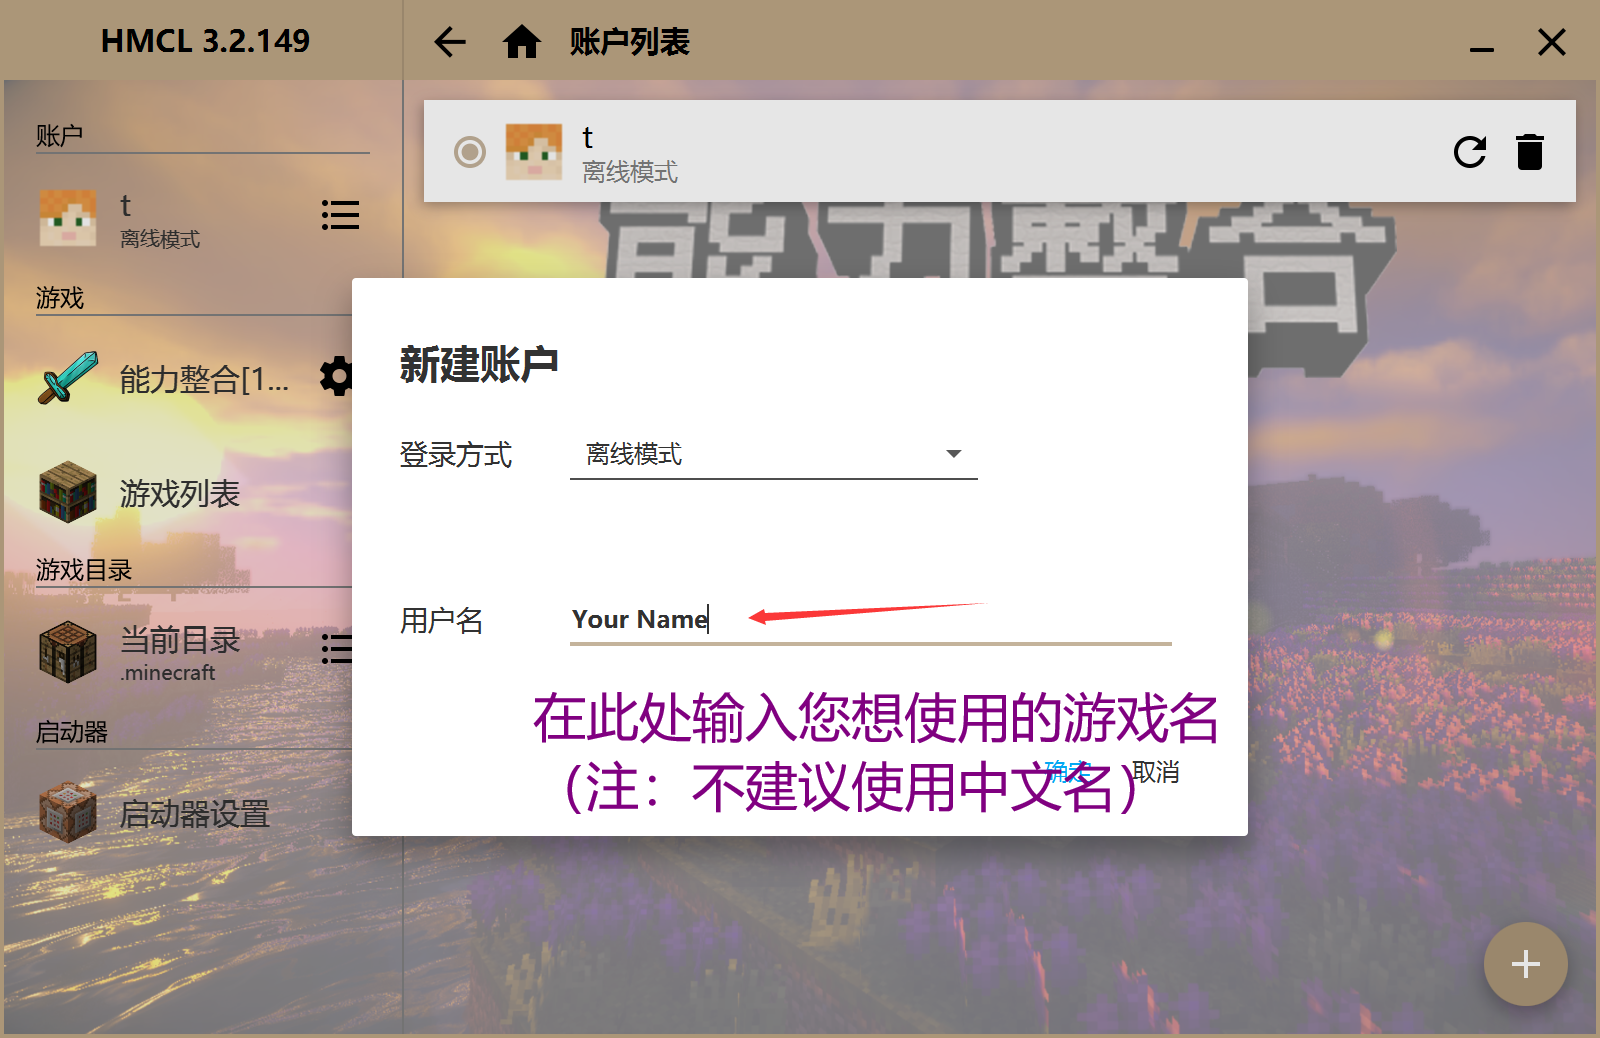 HMCL 3.2.149
账户列表
账户
t
离线模式
游戏
能力整合[1...
游戏列表
游戏目录
当前目录
.minecraft
启动器
启动器设置
t
离线模式
能力整合
新建账户
登录方式
离线模式
用户名
Your Name
在此处输入您想使用的游戏名
（注：不建议使用中文名）
确定
取消